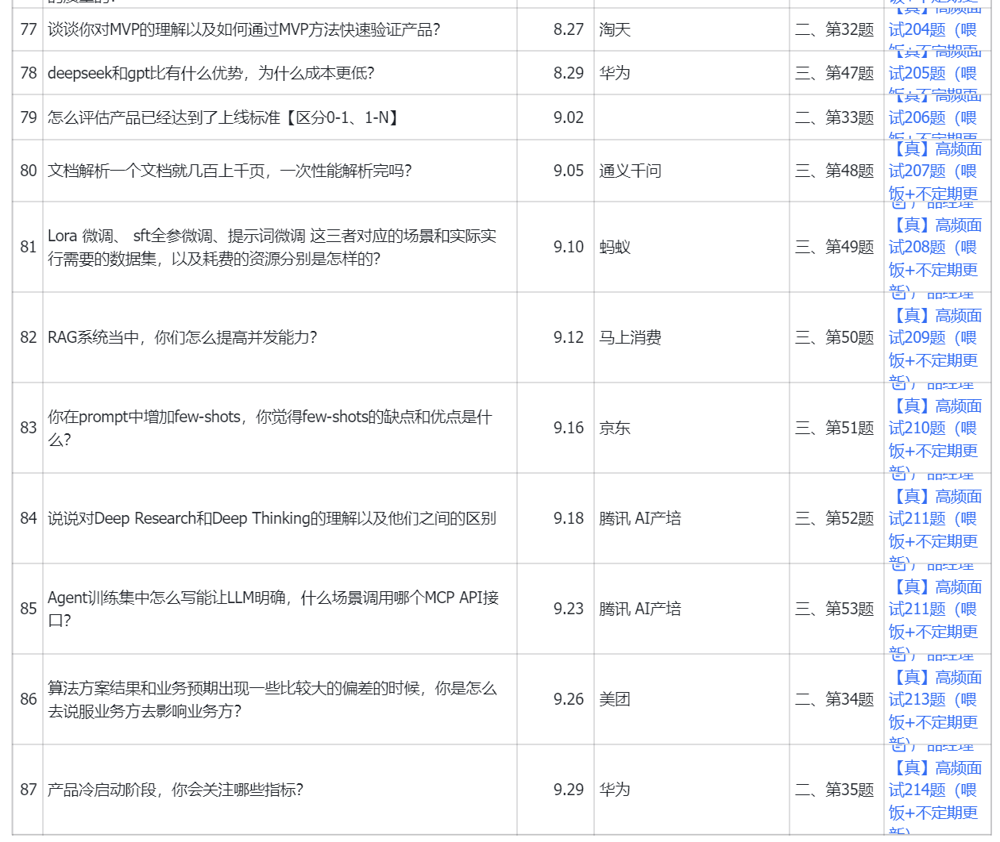 77 谈谈你对MVP的理解以及如何通过MVP方法快速验证产品? 8.27 淘天 二、第32题 试204题（喂
78 deepseek和gpt比有什么优势，为什么成本更低? 8.29 华为 三、第47题 试205题（喂
79 怎么评估产品已经达到了上线标准【区分0-1、1-N】 9.02 二、第33题 试206题（喂
【真】高频面
80 文档解析一个文档就几百上千页，一次性能解析完吗? 9.05 通义千问 三、第48题 试207题（喂
饭+不定期更
【真】高频面
81 Lora 微调、 sft全参微调、提示词微调 这三者对应的场景和实际实 9.10 蚂蚁 三、第49题 试208题（喂
行需要的数据集，以及耗费的资源分别是怎样的?
饭+不定期更
【真】高频面
82 RAG系统当中，你们怎么提高并发能力? 9.12 马上消费 三、第50题 试209题（喂
饭+不定期更
【真】高频面
83 你在prompt中增加few-shots，你觉得few-shots的缺点和优点是什 9.16 京东 三、第51题 试210题（喂
么?
饭+不定期更
【真】高频面
84 说说对Deep Research和Deep Thinking的理解以及他们之间的区别 9.18 腾讯 AI产培 三、第52题 试211题（喂
饭+不定期更
【真】高频面
85 Agent训练集中怎么写能让LLM明确，什么场景调用哪个MCP API接 9.23 腾讯 AI产培 三、第53题 试211题（喂
口?
饭+不定期更
【真】高频面
86 算法方案结果和业务预期出现一些比较大的偏差的时候，你是怎么 9.26 美团 二、第34题 试213题（喂
去说服业务方去影响业务方?
饭+不定期更
【真】高频面
87 产品冷启动阶段，你会关注哪些指标? 9.29 华为 二、第35题 试214题（喂
饭+不定期更